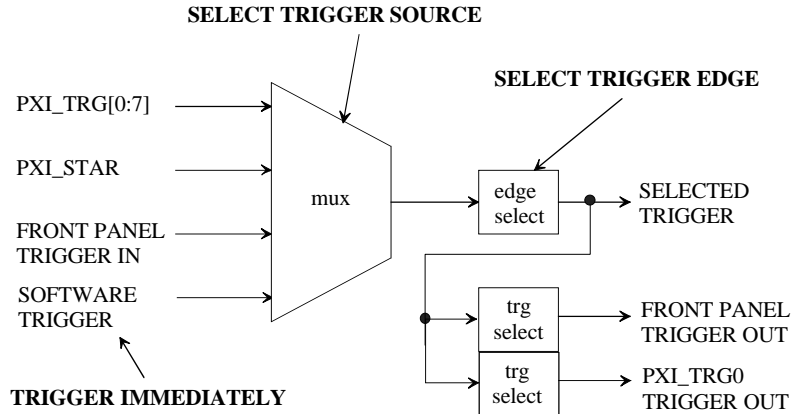 SELECT TRIGGER SOURCE
SELECT TRIGGER EDGE
PXI_TRG[0:7]
PXI_STAR
FRONT PANEL
TRIGGER IN
SOFTWARE
TRIGGER
TRIGGER IMMEDIATELY
mux
edge
select
SELECTED
TRIGGER
trg
select
FRONT PANEL
TRIGGER OUT
trg
select
PXI_TRG0
TRIGGER OUT